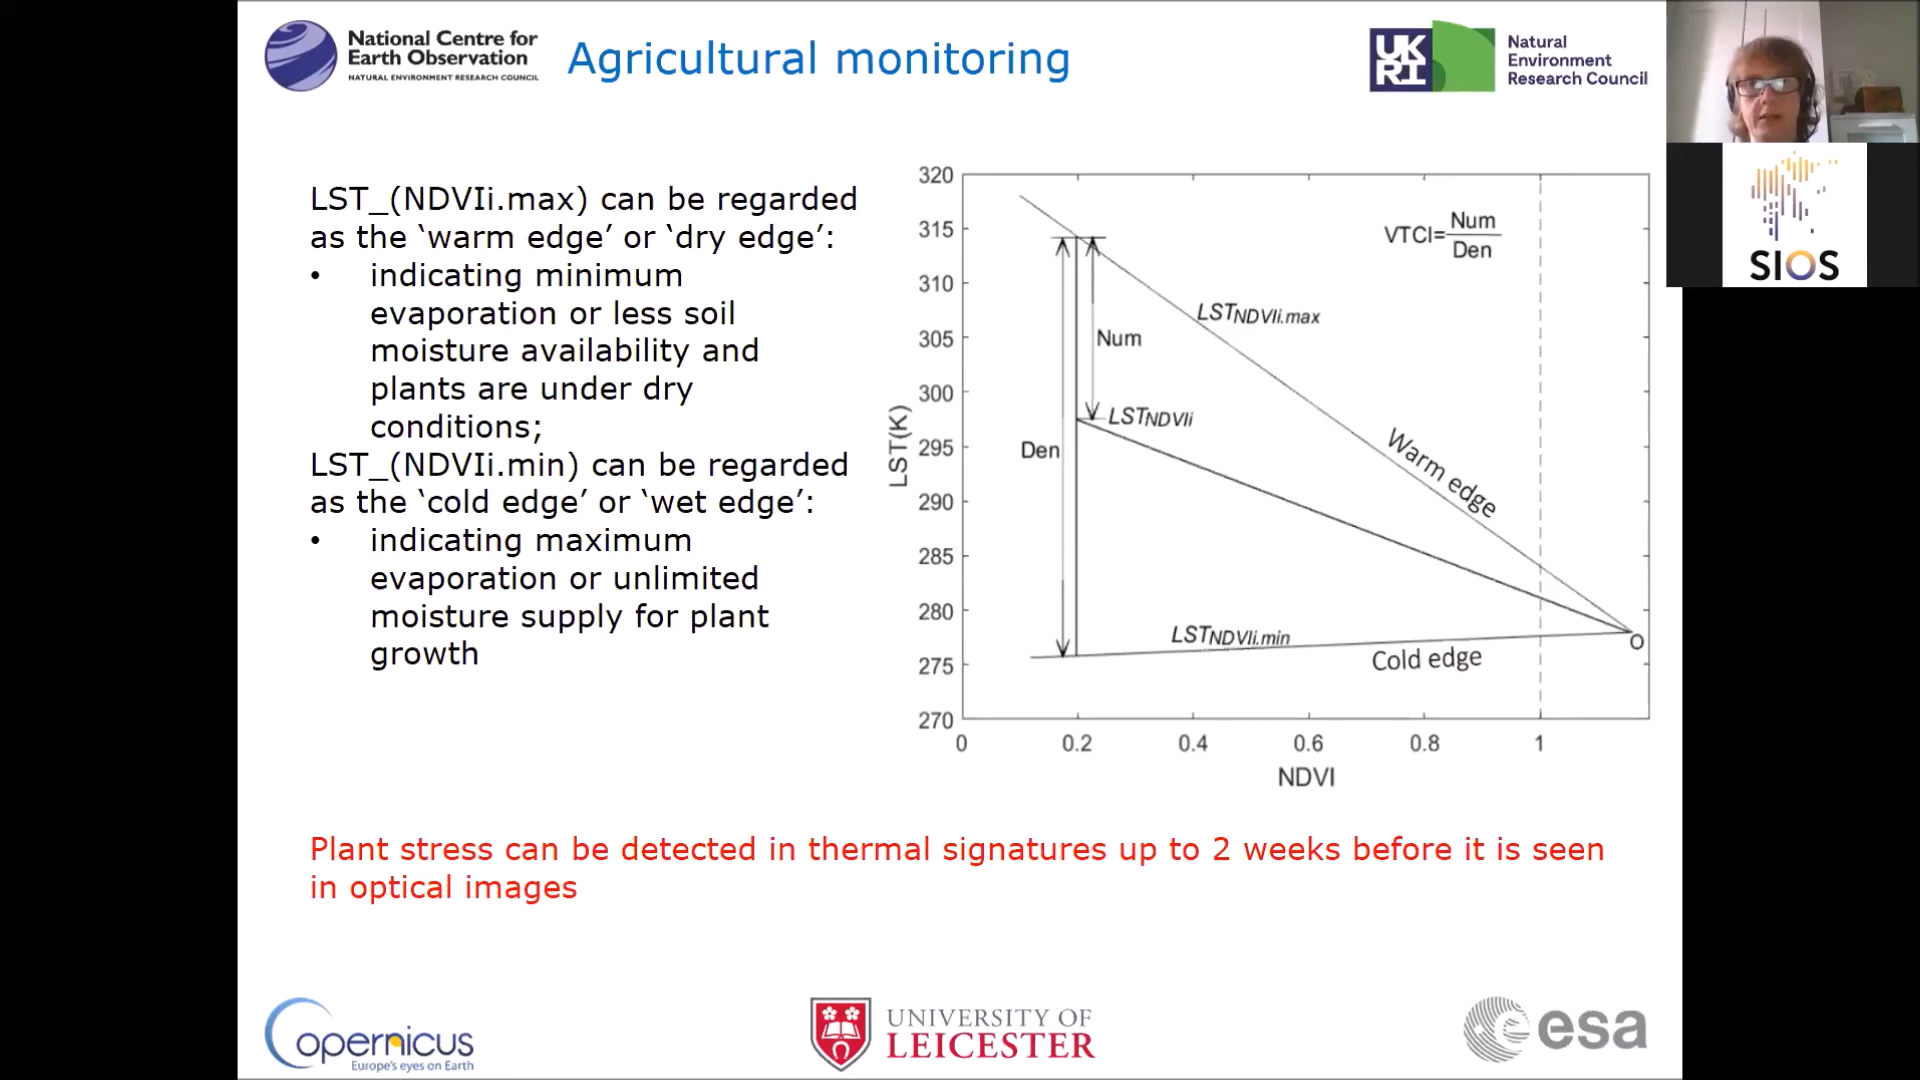 National Centre for
Earth Observation
NATURAL ENVIRONMENT RESEARCH COUNCIL
Agricultural monitoring
UK
RI
Natural
Environment
Research Council
SIOS
LST_(NDVIi.max) can be regarded
as the ‘warm edge’ or ‘dry edge’:
• indicating minimum
evaporation or less soil
moisture availability and
plants are under dry
conditions;
LST_(NDVIi.min) can be regarded
as the ‘cold edge’ or ‘wet edge’:
• indicating maximum
evaporation or unlimited
moisture supply for plant
growth
320
315
310
305
300
295
290
285
280
275
270
LST(K)
0
0.2
0.4
0.6
0.8
1
NDVI
VTCI=Num
Den
LSTNDVIi.max
Num
LSTNDVIi
Den
Warm edge
LSTNDVIi.min
Cold edge
O
Plant stress can be detected in thermal signatures up to 2 weeks before it is seen
in optical images
Copernicus
Europe's eyes on Earth
UNIVERSITY OF
LEICESTER
esa